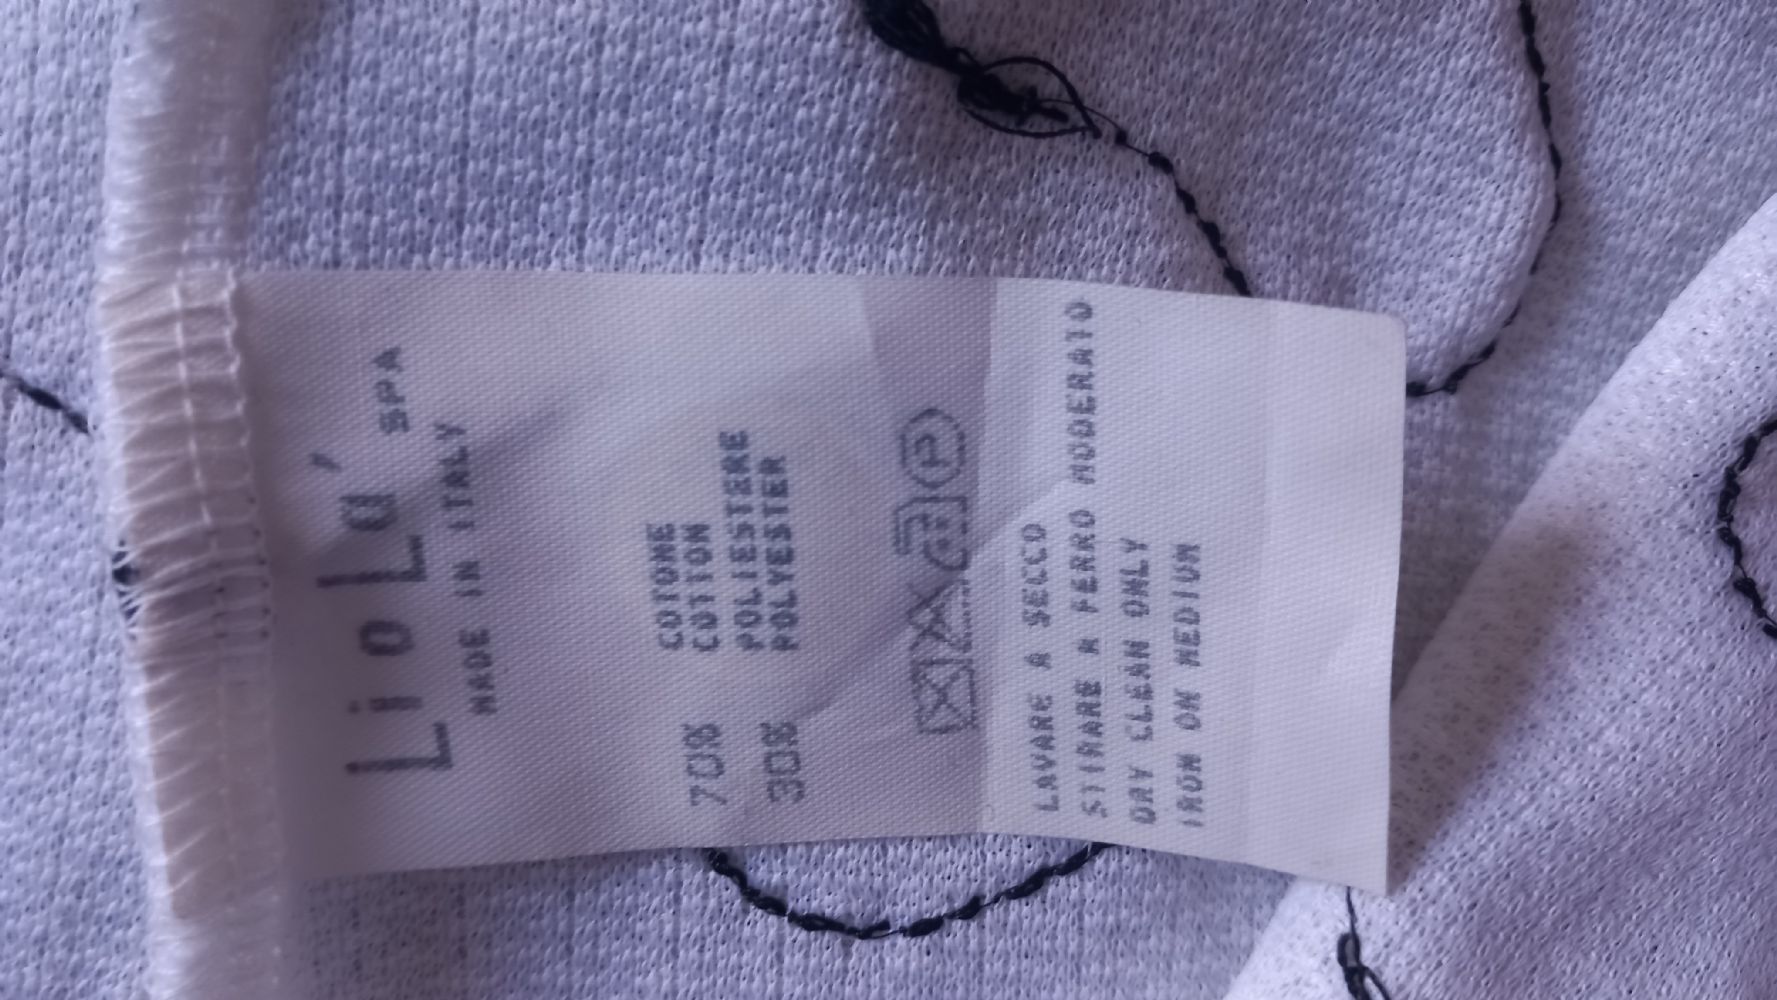 LioLa' SPA
MADE IN ITALY
70% COTONE
COTTON
30% POLIESTERE
POLYESTER
P
LAVARE A SECCO
STIRARE A FERRO MODERATO
DRY CLEAN ONLY
IRON ON MEDIUM